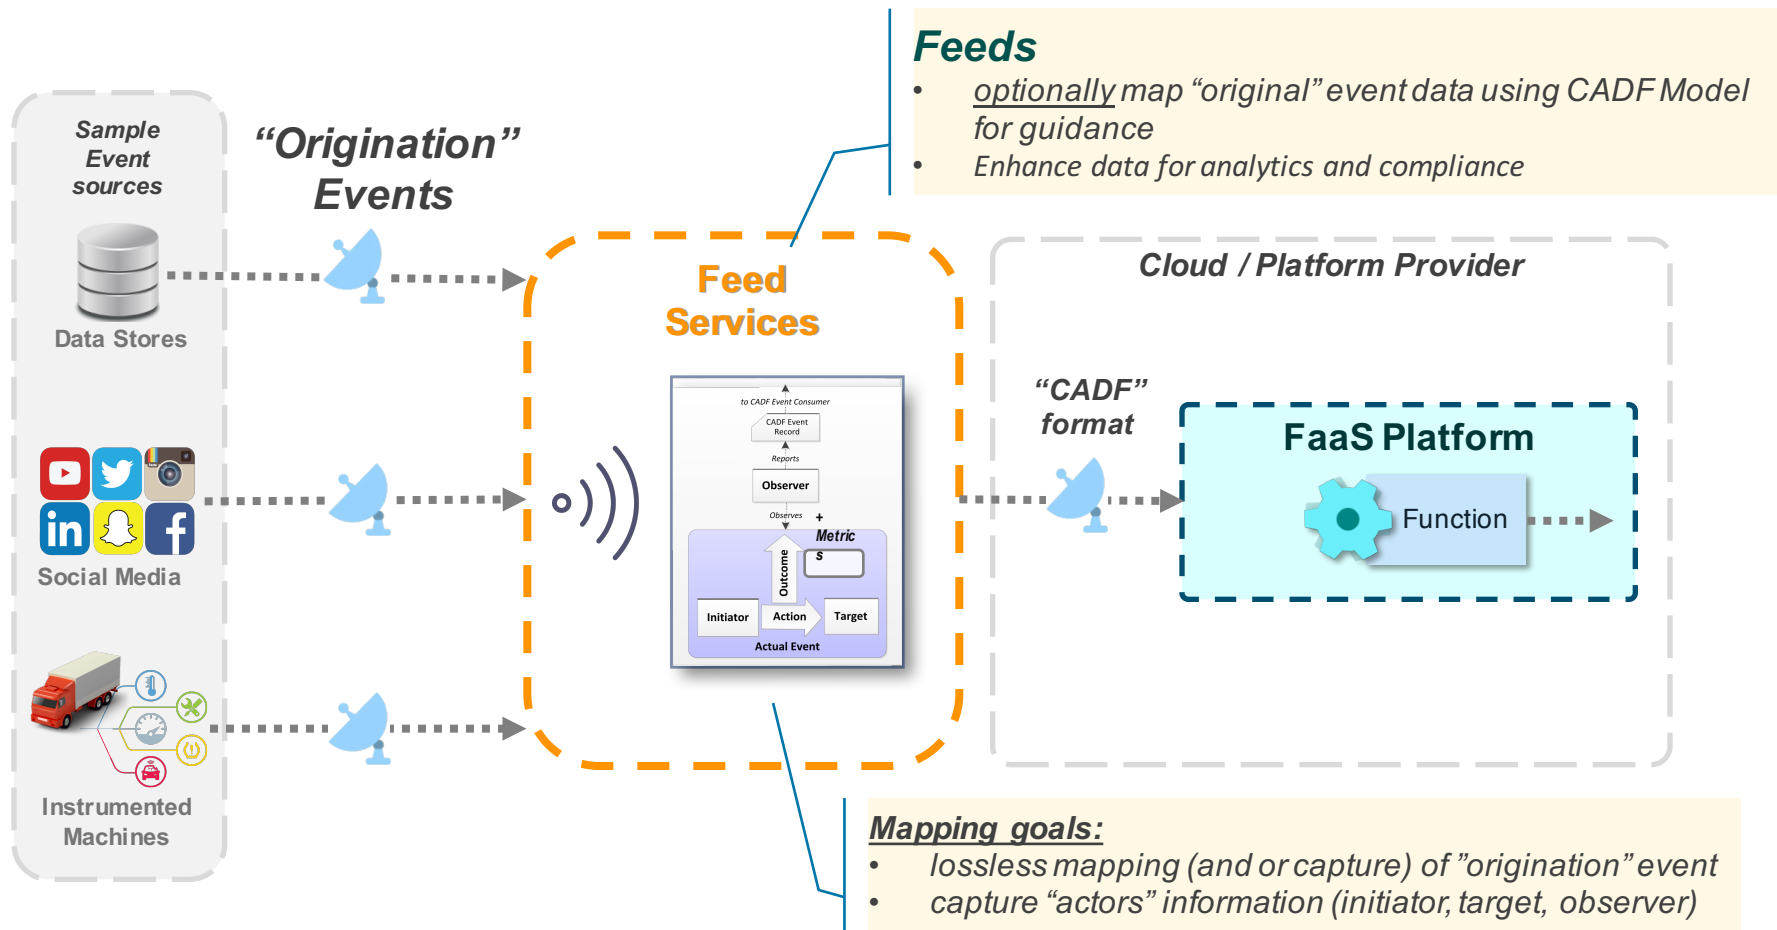 Feeds
• optionally map “original” event data using CADF Model
for guidance
• Enhance data for analytics and compliance
Sample
Event
sources
“Origination”
Events
Data Stores
Social Media
in
f
Instrumented
Machines
Feed
Services
to CADF Event Consumer
CADF Event
Record
Reports
Observer
Observes
+
Metric
s
Outcome
Initiator
Action
Target
Actual Event
Cloud / Platform Provider
“CADF”
format
FaaS Platform
Function
Mapping goals:
• lossless mapping (and or capture) of ”origination” event
• capture “actors” information (initiator, target, observer)